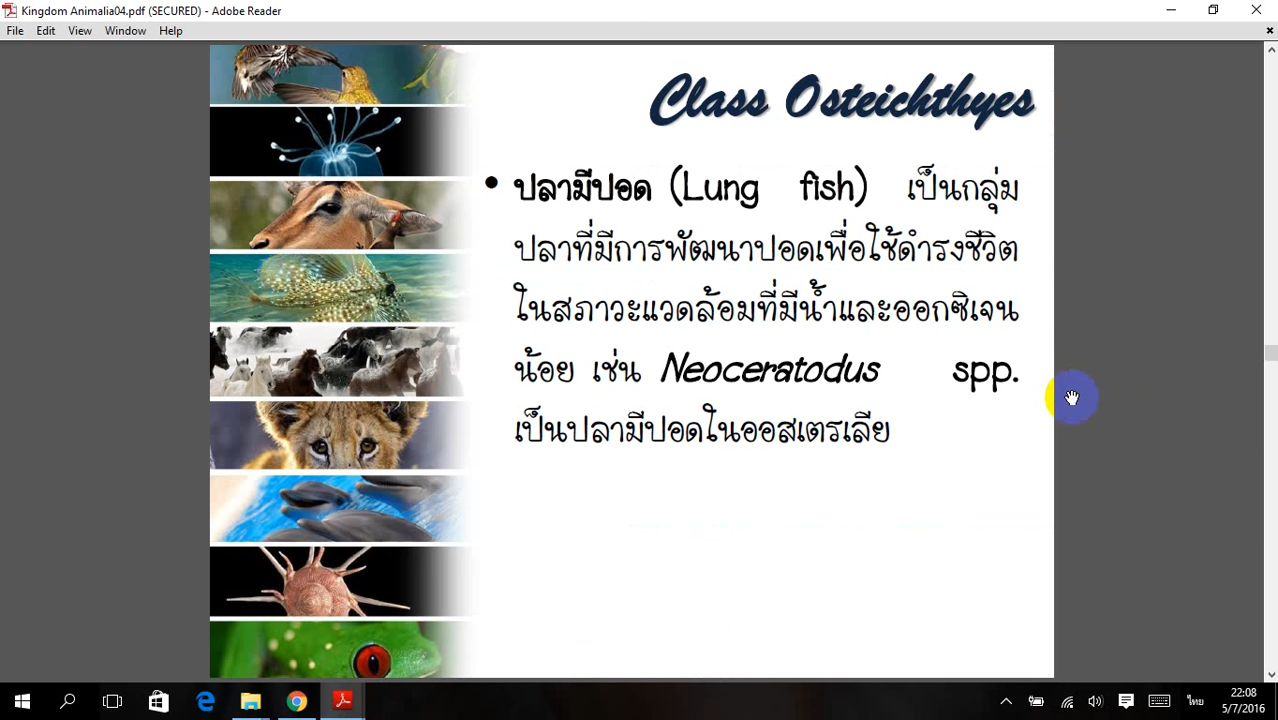 Kingdom Animalia04.pdf (SECURED) - Adobe Reader
File Edit View Window Help
Class Osteichthyes
• ปลามีปอด (Lung fish) เป็นกลุ่ม
ปลาที่มีการพัฒนาปอดเพื่อใช้ดำรงชีวิต
ในสภาวะแวดล้อมที่มีน้ำและออกซิเจน
น้อย เช่น Neoceratodus spp.
เป็นปลามีปอดในออสเตรเลีย
ไทย
22:08
5/7/2016